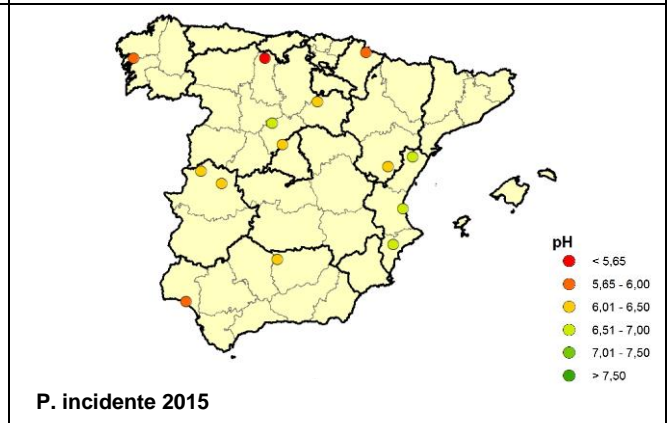 pH
< 5,65
5,65 - 6,00
6,01 - 6,50
6,51 - 7,00
7,01 - 7,50
> 7,50
P. incidente 2015